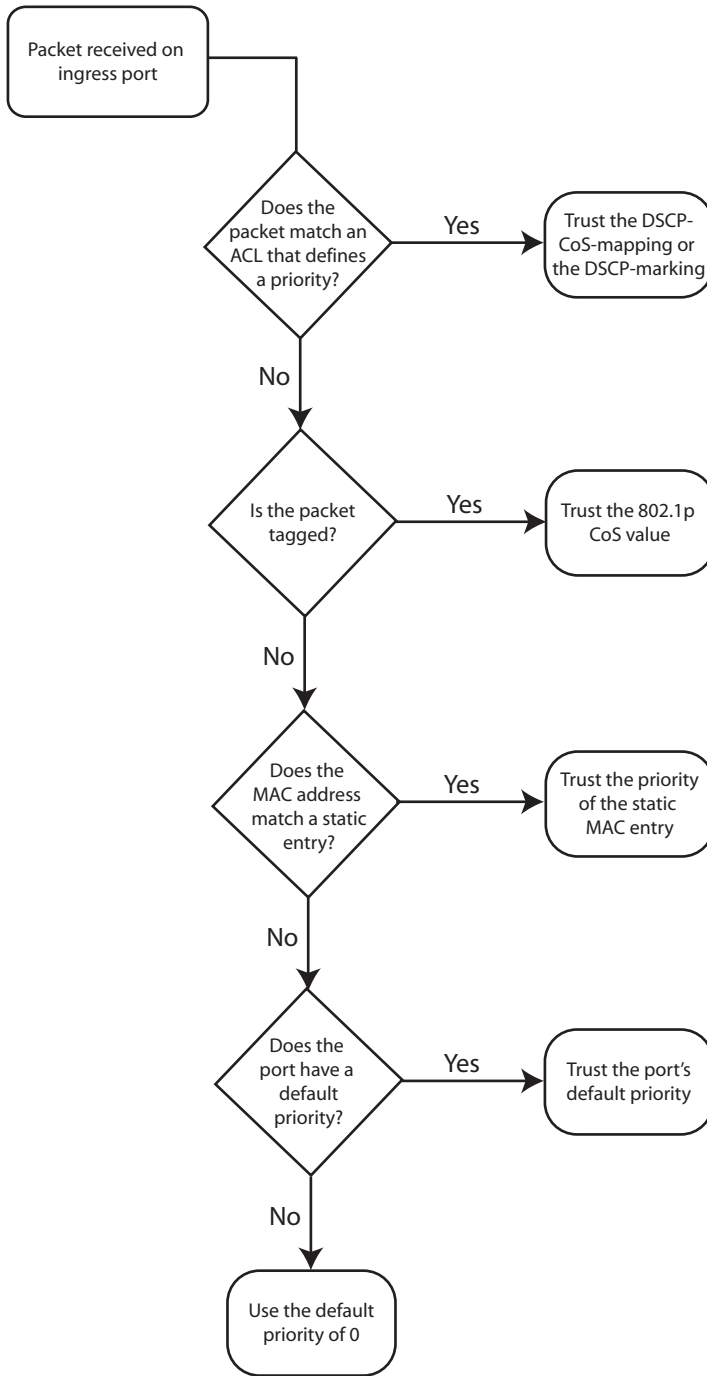 Packet received on
ingress port
Does the
packet match an
ACL that defines
a priority?
Yes
Trust the DSCP-
CoS-mapping or
the DSCP-marking
No
Is the packet
tagged?
Yes
Trust the 802.1p
CoS value
No
Does the
MAC address
match a static
entry?
Yes
Trust the priority
of the static
MAC entry
No
Does the
port have a
default
priority?
Yes
Trust the port’s
default priority
No
Use the default
priority of 0